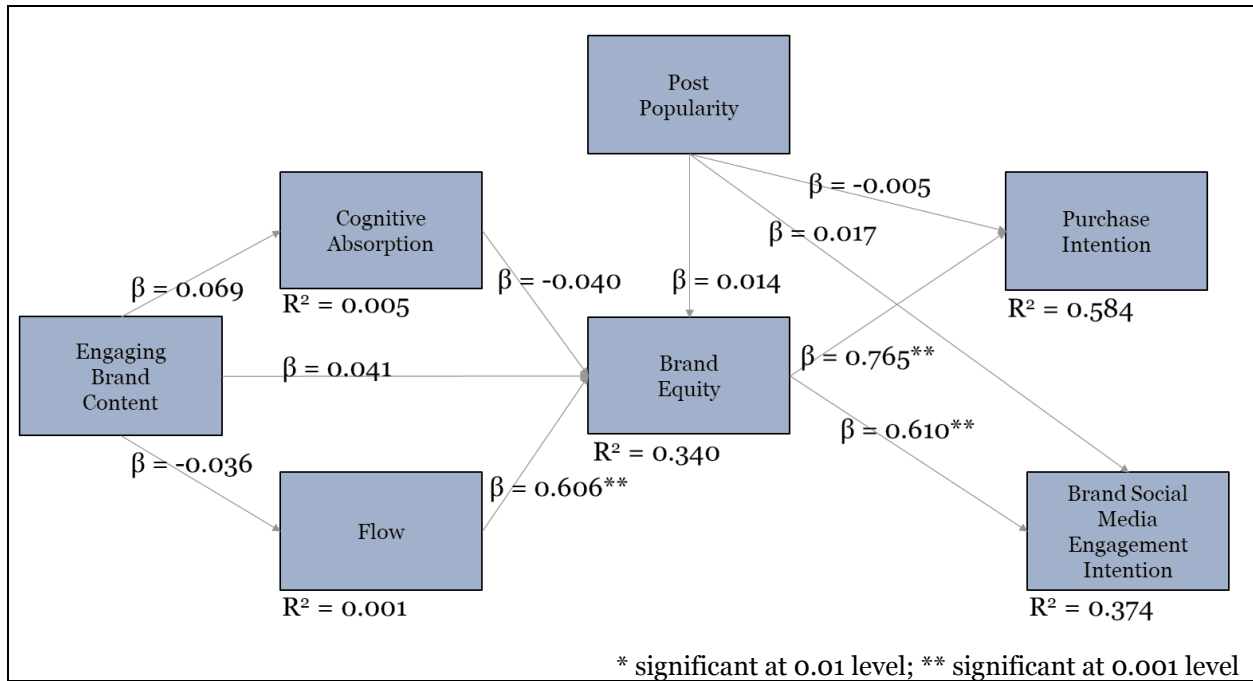 Post
Popularity
β = -0.005
Cognitive
Absorption
Purchase
Intention
β = 0.017
β = 0.069
β = -0.040
β = 0.014
R² = 0.005
R² = 0.584
Engaging
Brand
Content
β = 0.041
Brand
Equity
β = 0.765**
β = 0.610**
R² = 0.340
β = -0.036
β = 0.606**
Flow
Brand Social
Media
Engagement
Intention
R² = 0.001
R² = 0.374
* significant at 0.01 level; ** significant at 0.001 level